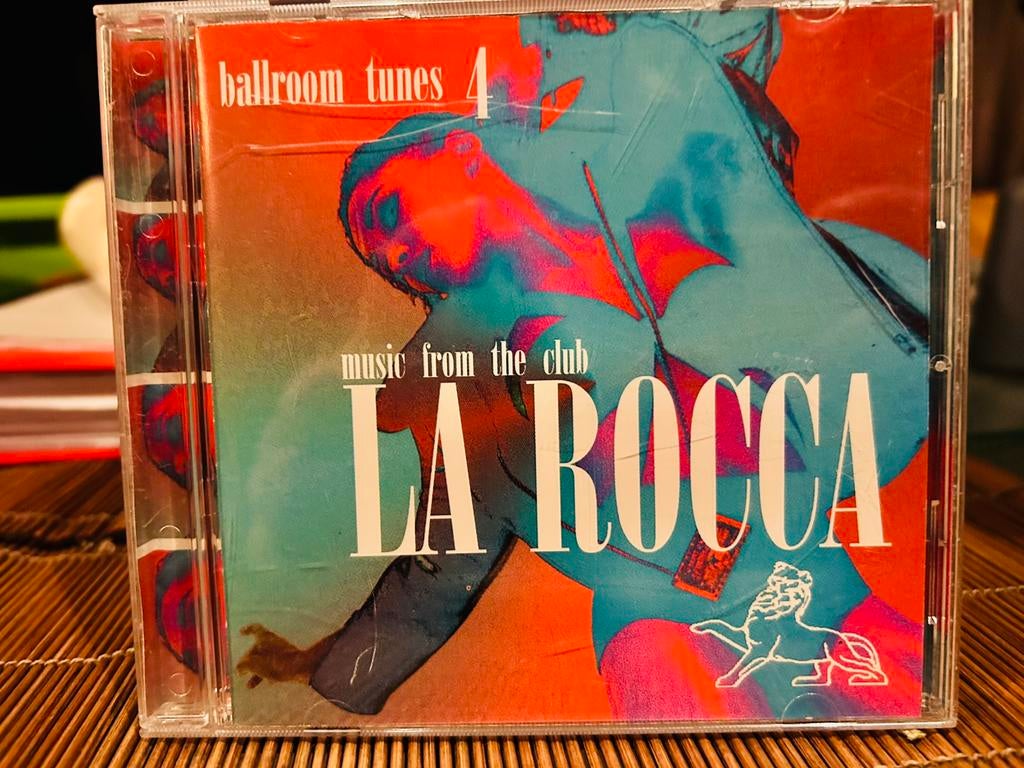 ballroom tunes 4
music from the club
LA ROCCA